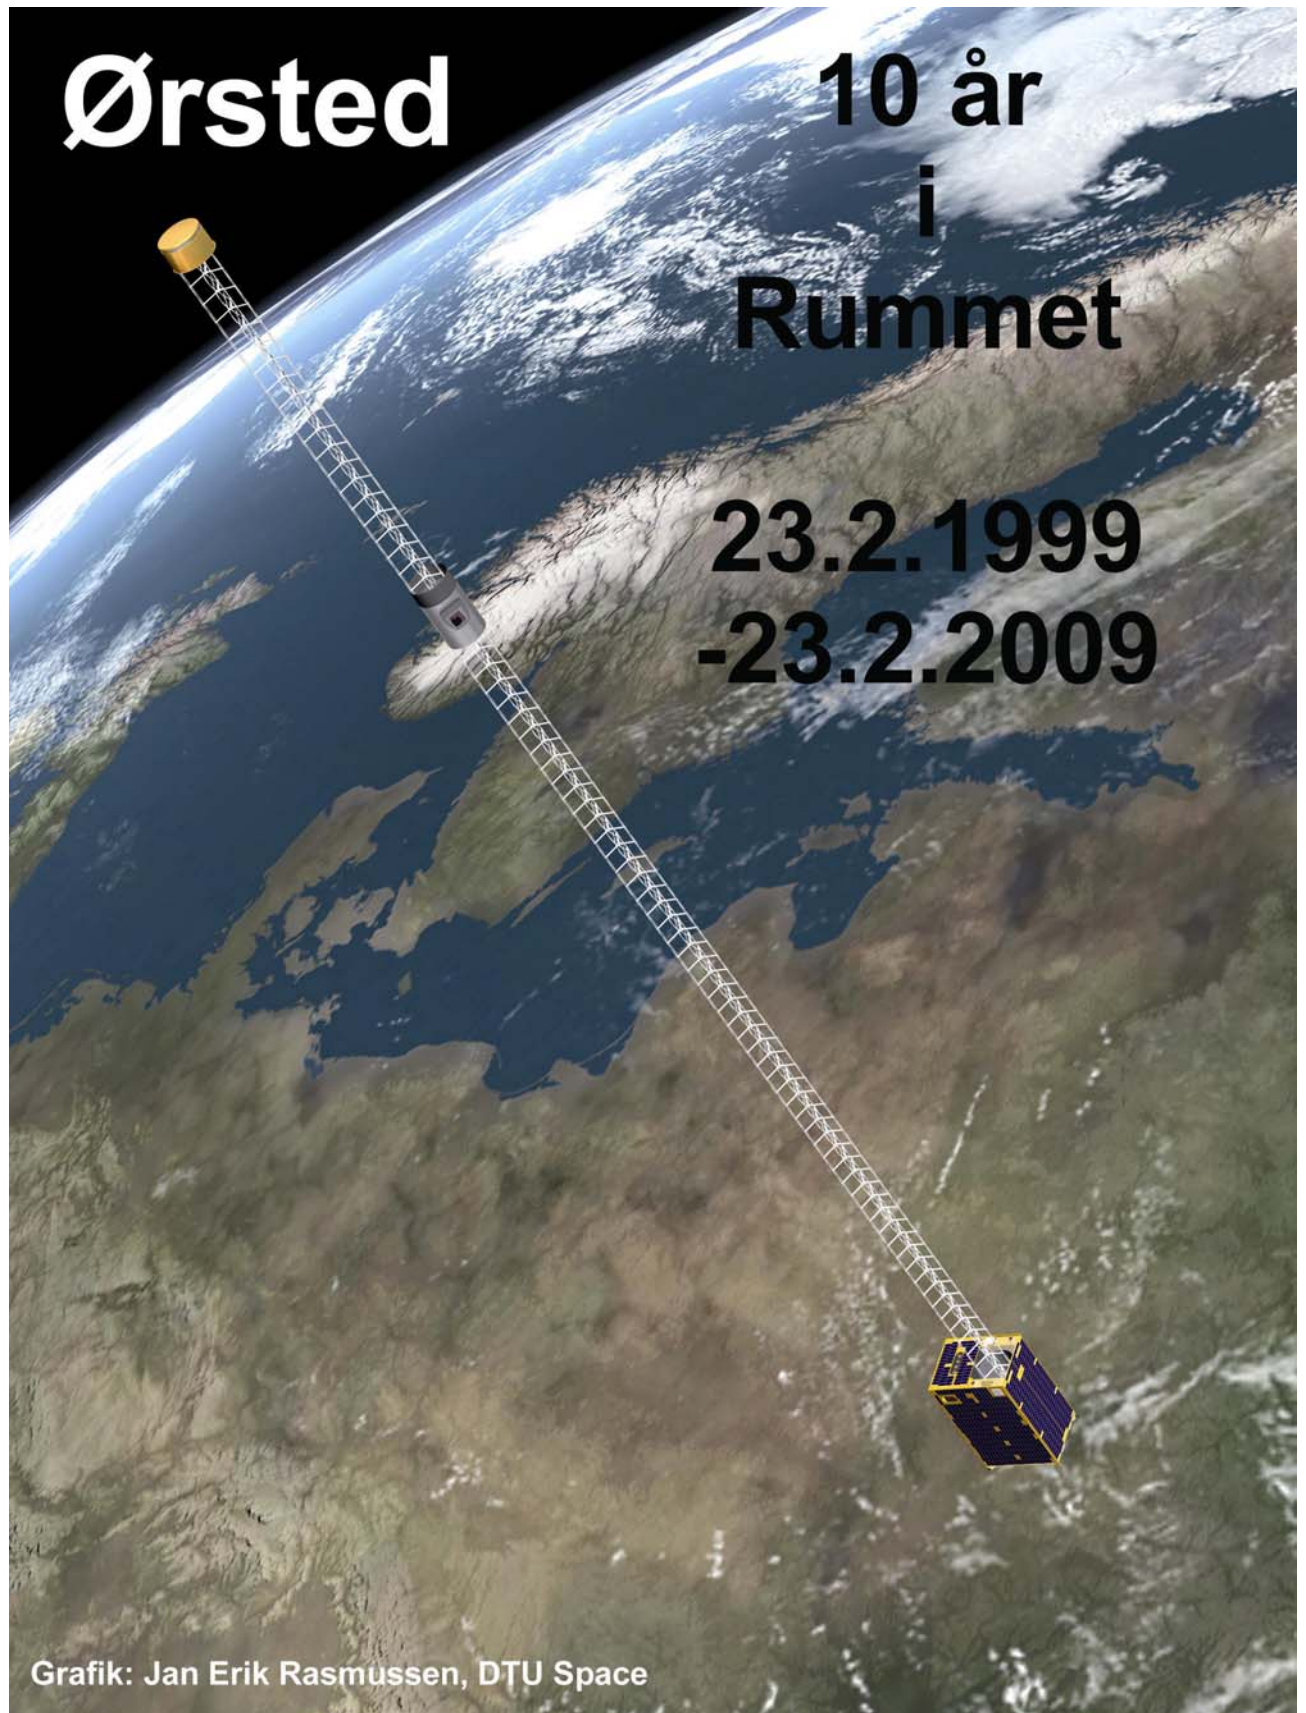 Ørsted
10 år
i
Rummet
23.2.1999
-23.2.2009
Grafik: Jan Erik Rasmussen, DTU Space